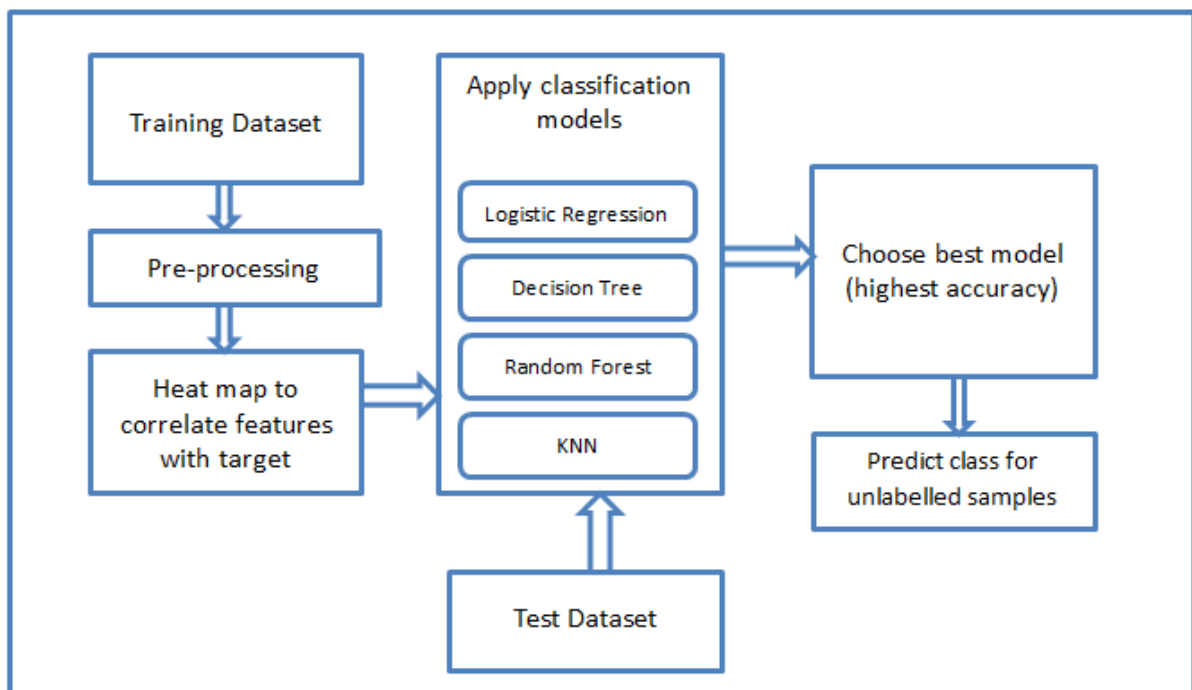 Training Dataset
Pre-processing
Heat map to
correlate features
with target
Apply classification
models
Logistic Regression
Decision Tree
Random Forest
KNN
Test Dataset
Choose best model
(highest accuracy)
Predict class for
unlabelled samples